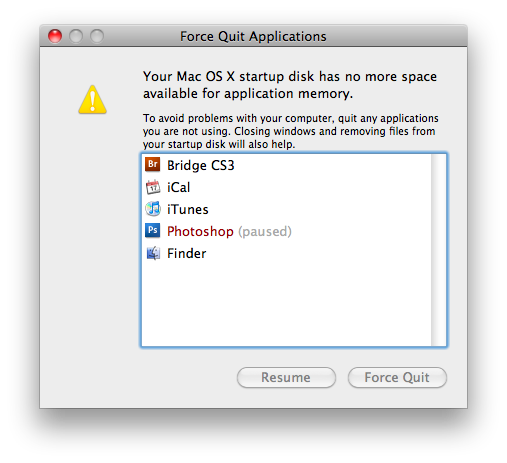 Force Quit Applications
Your Mac OS X startup disk has no more space
available for application memory.
To avoid problems with your computer, quit any applications
you are not using. Closing windows and removing files from
your startup disk will also help.
Br Bridge CS3
17 iCal
iTunes
Ps Photoshop (paused)
Finder
Resume Force Quit